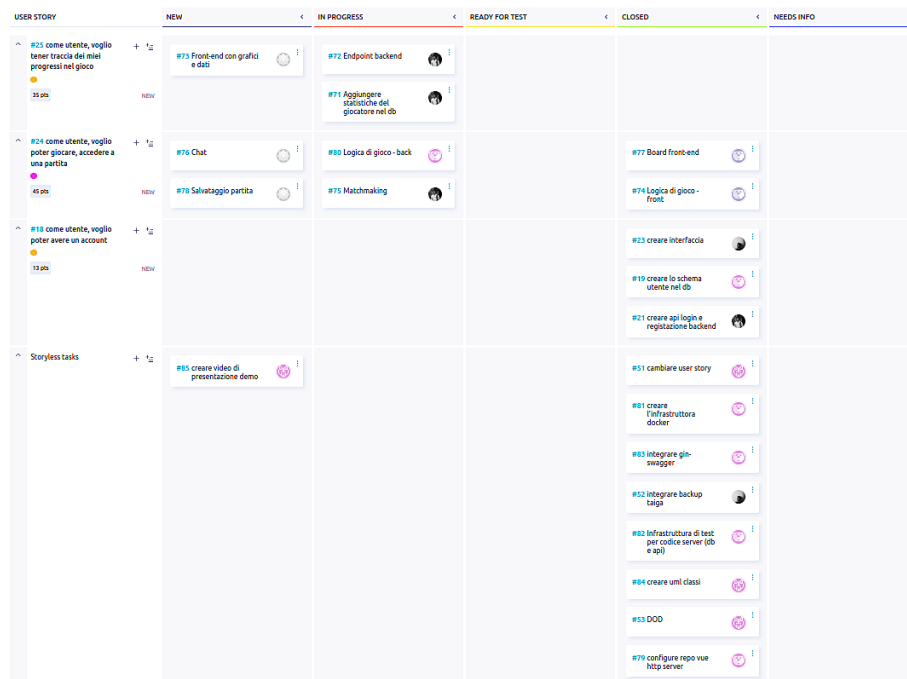 USER STORY
NEW
IN PROGRESS
READY FOR TEST
CLOSED
NEEDS INFO
#25 come utente, voglio
tener traccia dei miei
progressi nel gioco
35 pts
NEW
#73 Front-end con grafici
e dati
#72 Endpoint backend
#71 Aggiungere
statistiche del
giocatore nel db
#24 come utente, voglio
poter giocare, accedere a
una partita
45 pts
NEW
#76 Chat
#78 Salvataggio partita
#80 Logica di gioco - back
#75 Matchmaking
#77 Board front-end
#74 Logica di gioco -
front
#18 come utente, voglio
poter avere un account
13 pts
NEW
#23 creare interfaccia
#19 creare lo schema
utente nel db
#21 creare api login e
registazione backend
Storyless tasks
#85 creare video di
presentazione demo
#51 cambiare user story
#81 creare
l'infrastruttora
docker
#83 integrare gin-
swagger
#52 integrare backup
taiga
#82 Infrastruttura di test
per codice server (db
e api)
#84 creare uml classi
#53 DOD
#79 configure repo vue
http server